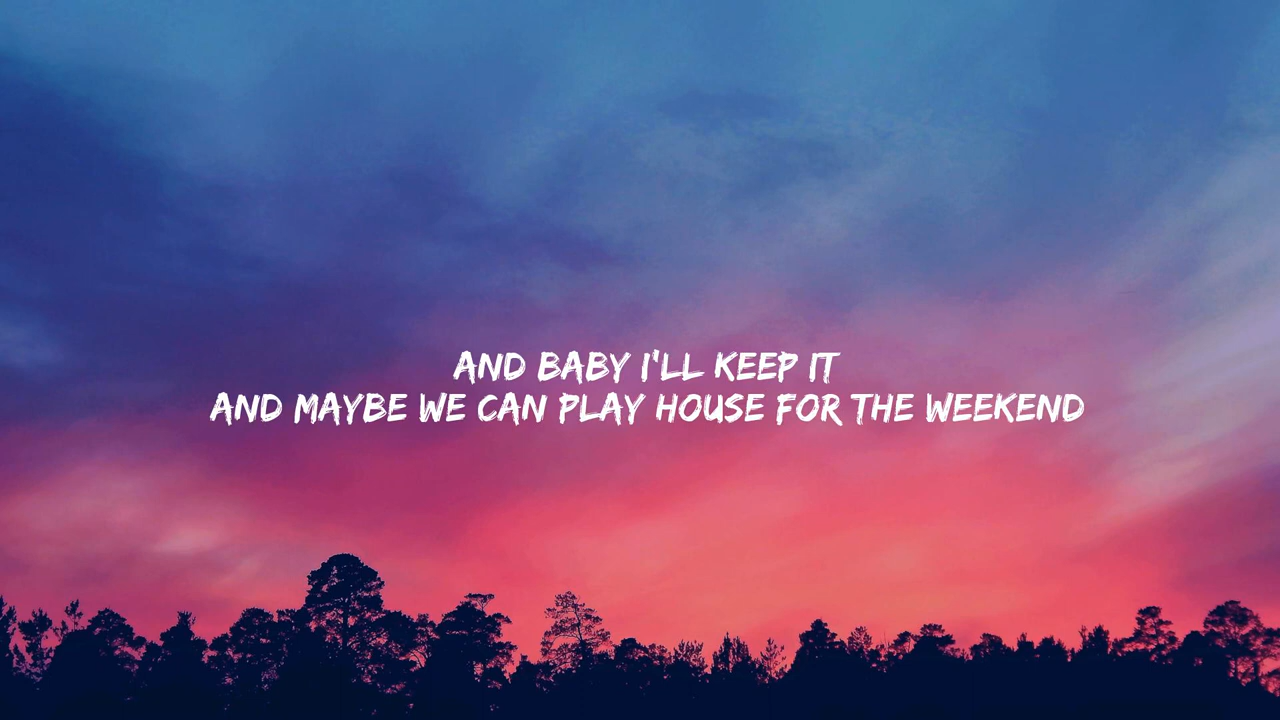 AND BABY I'LL KEEP IT
AND MAYBE WE CAN PLAY HOUSE FOR THE WEEKEND